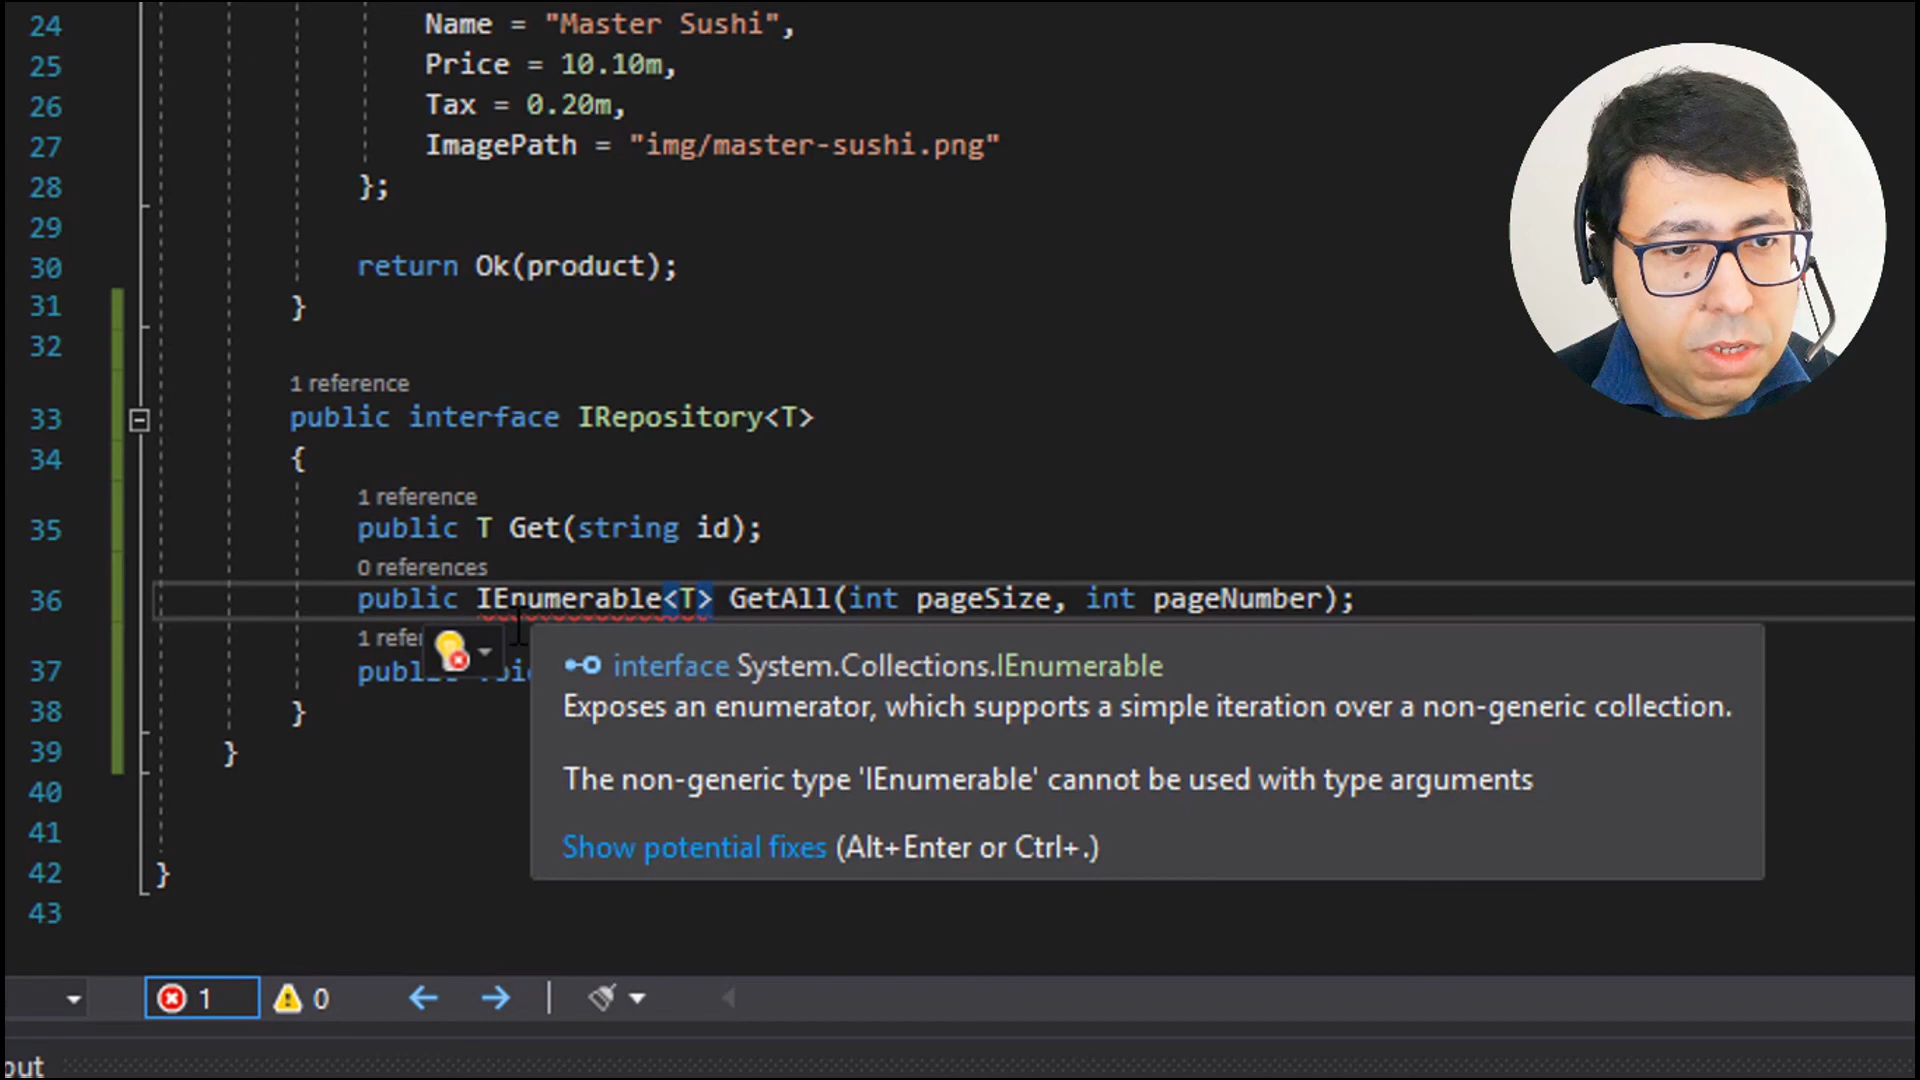 24 Name = "Master Sushi",
25 Price = 10.10m,
26 Tax = 0.20m,
27 ImagePath = "img/master-sushi.png"
28 };
29
30 return Ok(product);
31 }
32
1 reference
33 public interface IRepository<T>
34 {
1 reference
35 public T Get(string id);
0 references
36 public IEnumerable<T> GetAll(int pageSize, int pageNumber);
1 refe
37 publ
interface System.Collections.IEnumerable
Exposes an enumerator, which supports a simple iteration over a non-generic collection.
38 }
39 }
The non-generic type 'IEnumerable' cannot be used with type arguments
40
41
Show potential fixes (Alt+Enter or Ctrl+.)
42 }
43
1 0